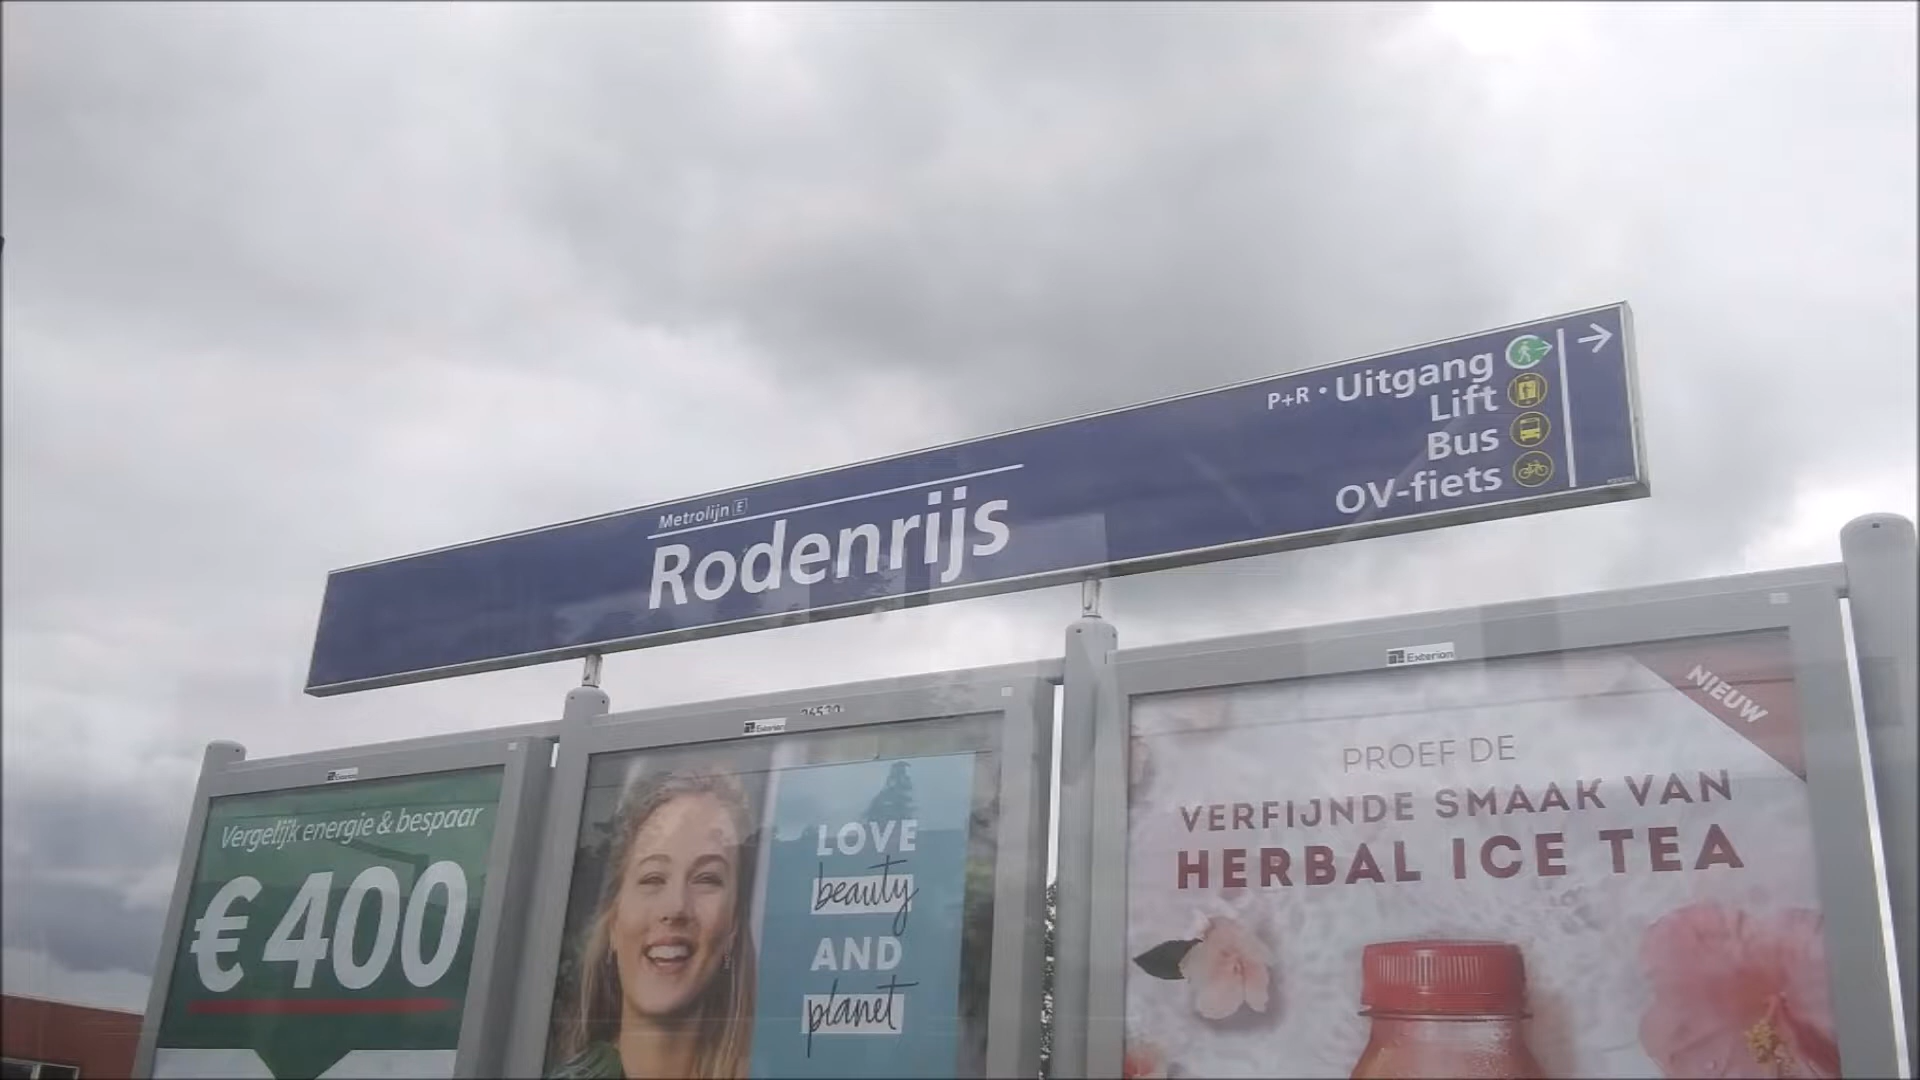 Metrolijn E
Rodenrijs
P+R • Uitgang
Lift
Bus
OV-fiets
Exterion
Vergelijk energie & bespaar
€400
Exterion
LOVE
beauty
AND
planet
Exterion
NIEUW
PROEF DE
VERFIJNDE SMAAK VAN
HERBAL ICE TEA